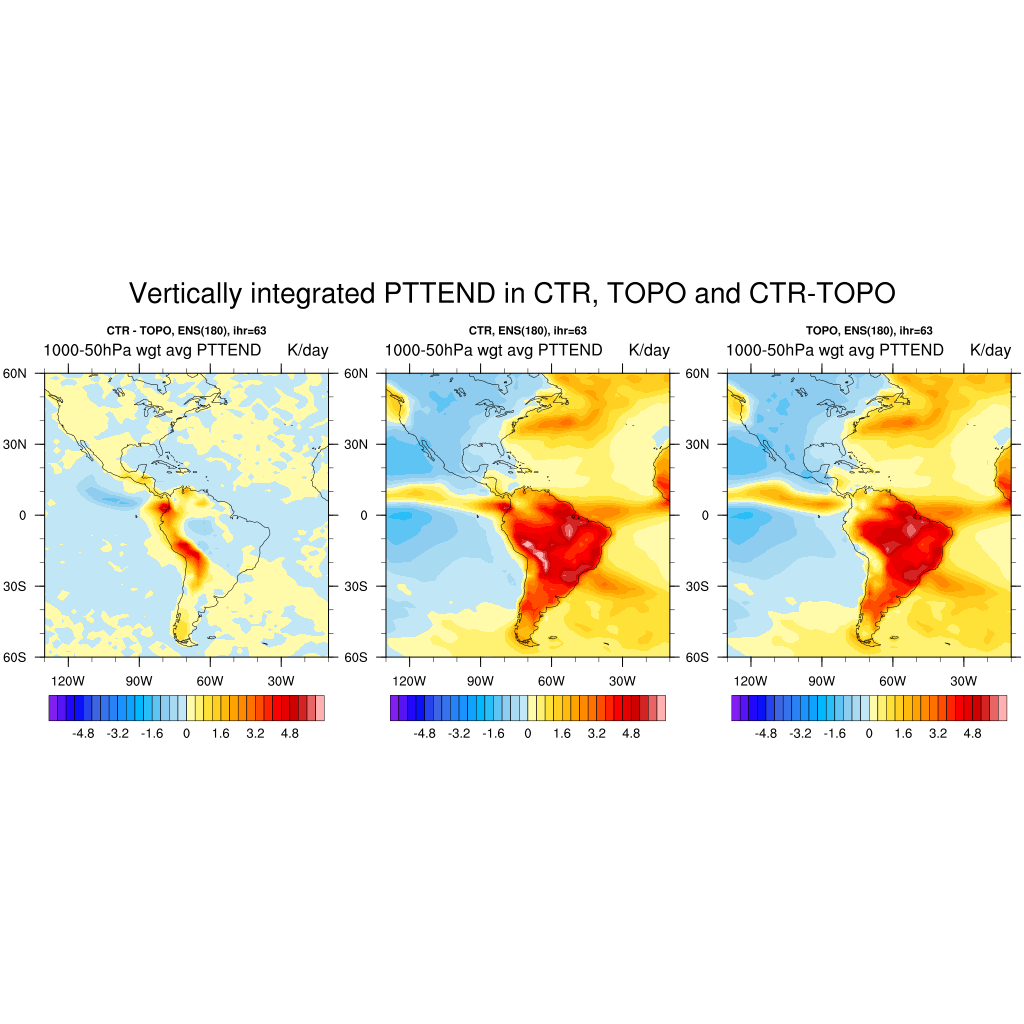 Vertically integrated PTTEND in CTR, TOPO and CTR-TOPO
CTR - TOPO, ENS(180), ihr=63
1000-50hPa wgt avg PTTEND K/day
60N
30N
0
30S
60S
120W 90W 60W 30W
-4.8 -3.2 -1.6 0 1.6 3.2 4.8
CTR, ENS(180), ihr=63
1000-50hPa wgt avg PTTEND K/day
60N
30N
0
30S
60S
120W 90W 60W 30W
-4.8 -3.2 -1.6 0 1.6 3.2 4.8
TOPO, ENS(180), ihr=63
1000-50hPa wgt avg PTTEND K/day
60N
30N
0
30S
60S
120W 90W 60W 30W
-4.8 -3.2 -1.6 0 1.6 3.2 4.8